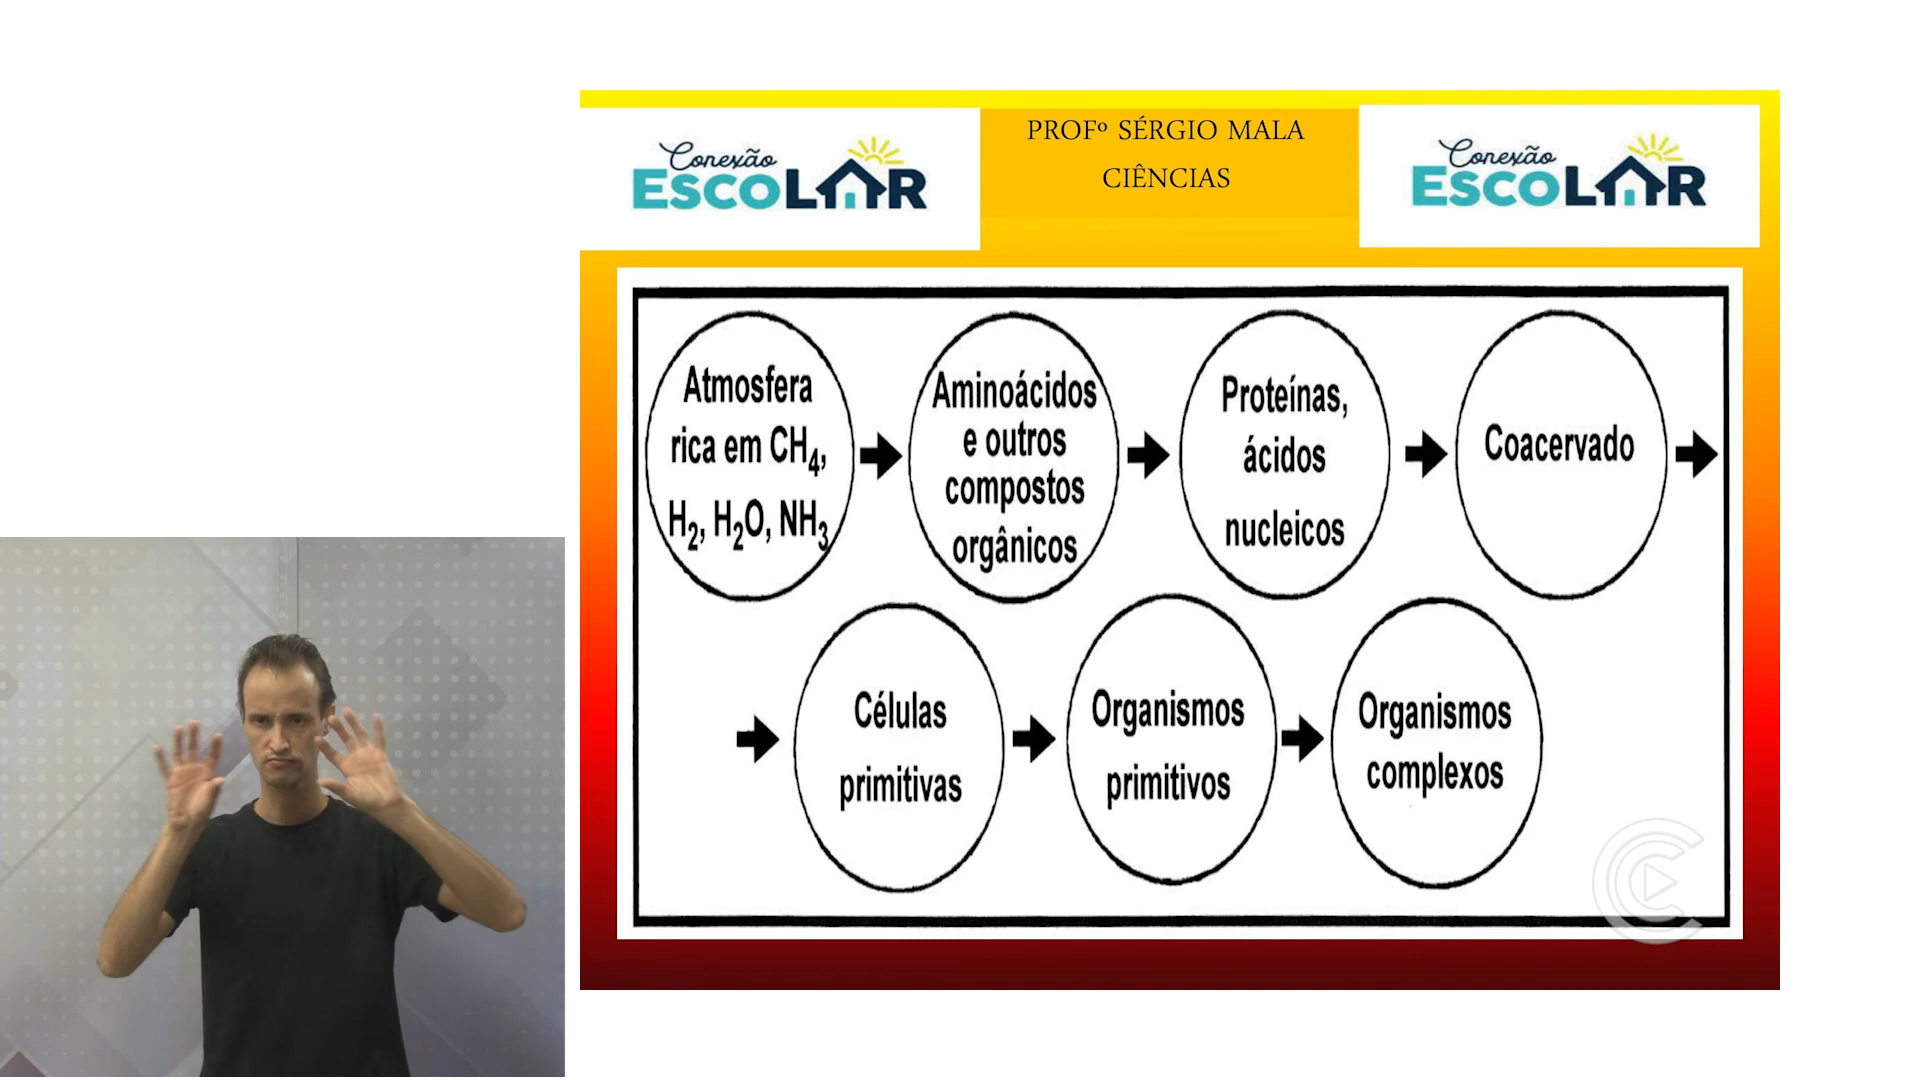 Conexão
ESCOLAR
PROFº SÉRGIO MALA
CIÊNCIAS
Conexão
ESCOLAR
Atmosfera
rica em CH₄,
H₂, H₂O, NH₃
Aminoácidos
e outros
compostos
orgânicos
Proteínas,
ácidos
nucleicos
Coacervado
Células
primitivas
Organismos
primitivos
Organismos
complexos